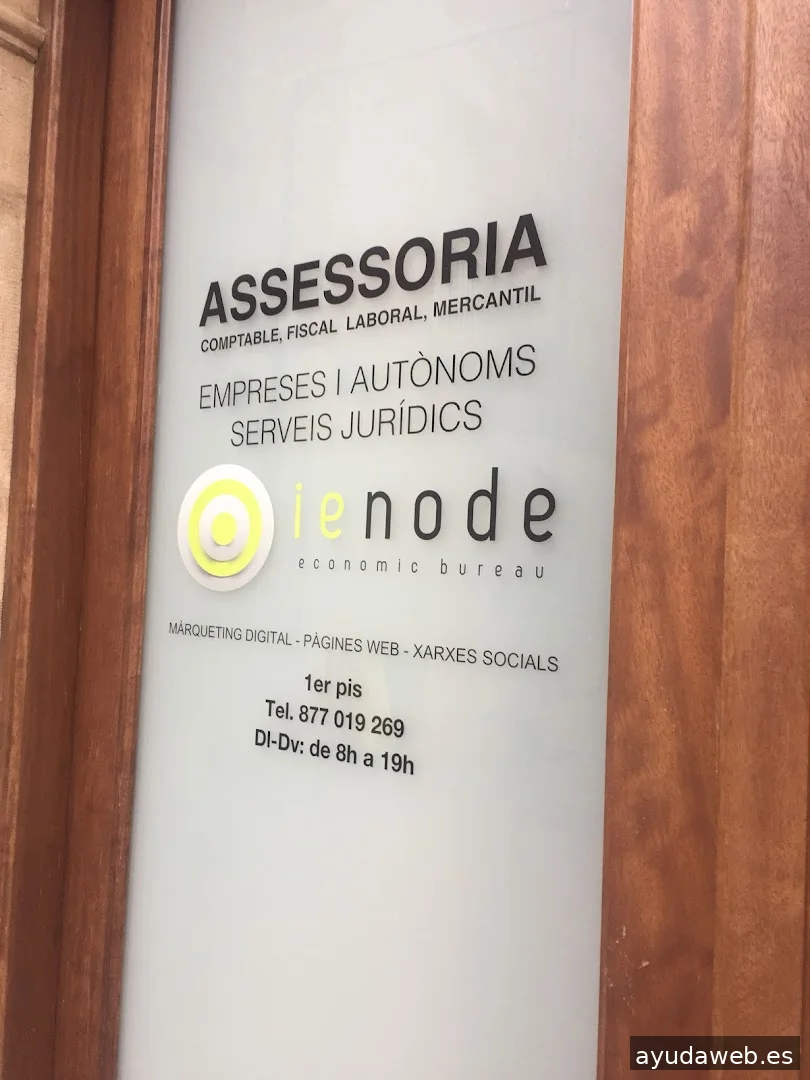 ASSESSORIA
COMPTABLE, FISCAL LABORAL, MERCANTIL
EMPRESES I AUTÒNOMS
SERVEIS JURÍDICS
ienode
economic bureau
MÀRQUETING DIGITAL - PÀGINES WEB - XARXES SOCIALS
1er pis
Tel. 877 019 269
Dl-Dv: de 8h a 19h
ayudaweb.es